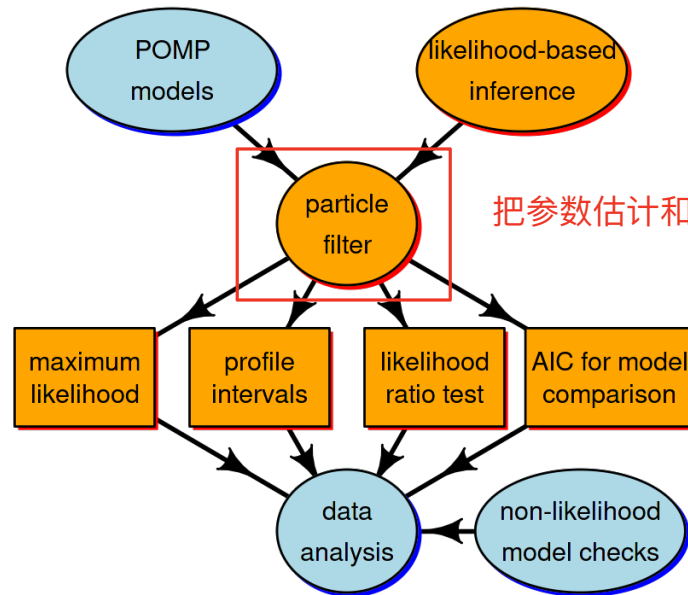 POMP
models
likelihood-based
inference
particle
filter
把参数估计和
maximum
likelihood
profile
intervals
likelihood
ratio test
AIC for model
comparison
data
analysis
non-likelihood
model checks